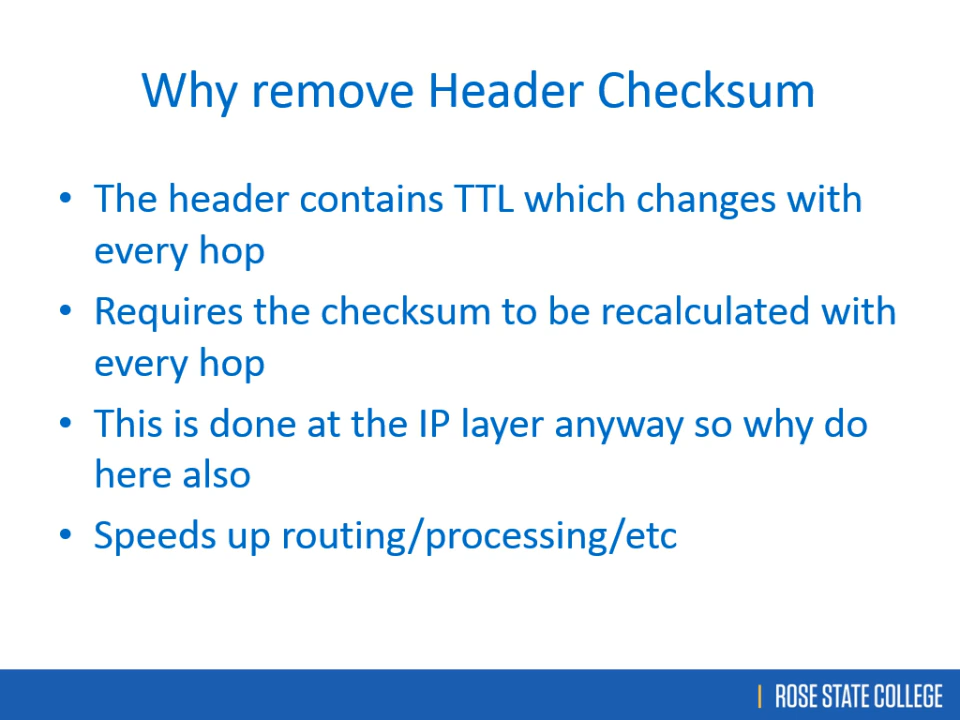 Why remove Header Checksum
• The header contains TTL which changes with
every hop
• Requires the checksum to be recalculated with
every hop
• This is done at the IP layer anyway so why do
here also
• Speeds up routing/processing/etc
| ROSE STATE COLLEGE